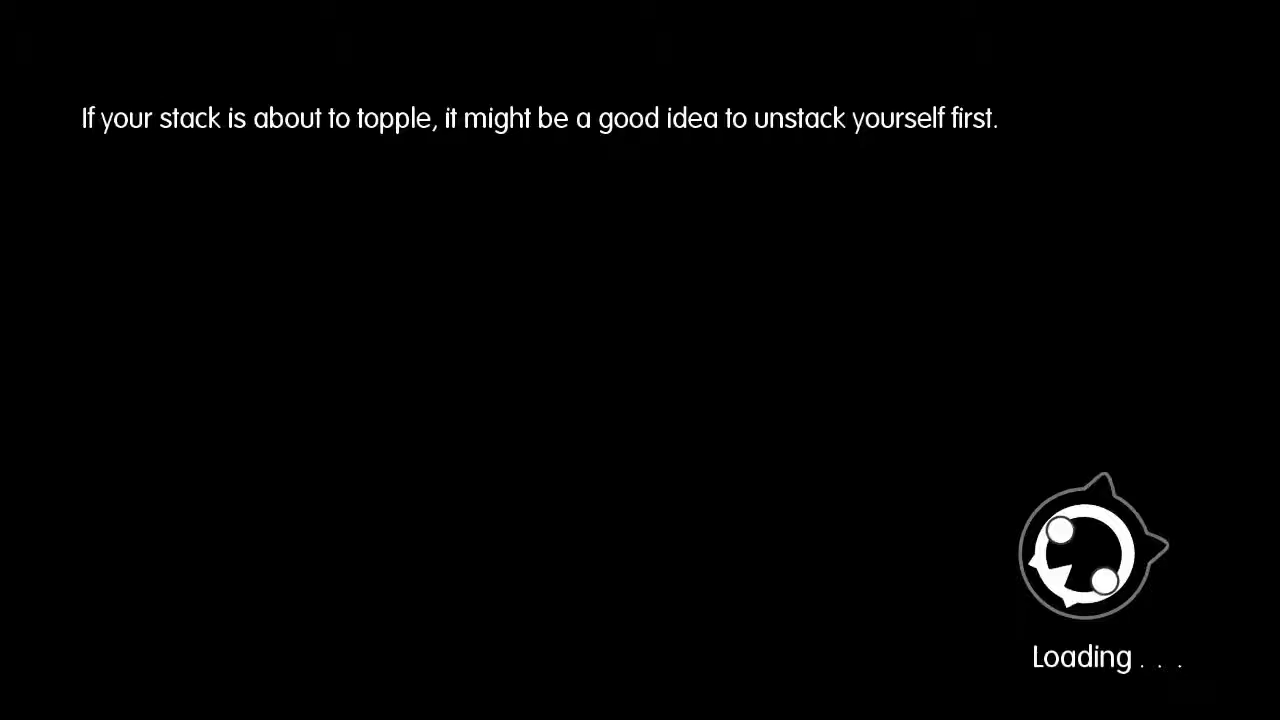 If your stack is about to topple, it might be a good idea to unstack yourself first.
Loading . . .